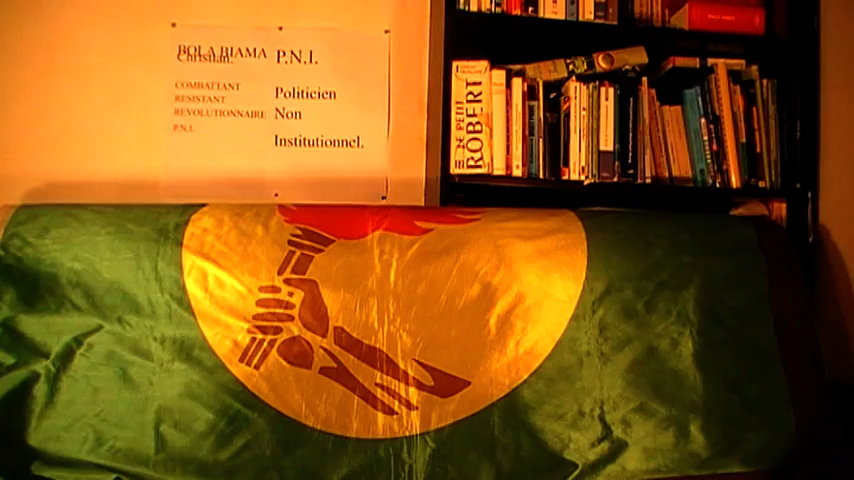 BOLA BIAMA
Christian.
COMBATTANT
RESISTANT
REVOLUTIONNAIRE
P.N.I.
P.N.I.
Politicien
Non
Institutionnel.
LE PETIT
ROBERT